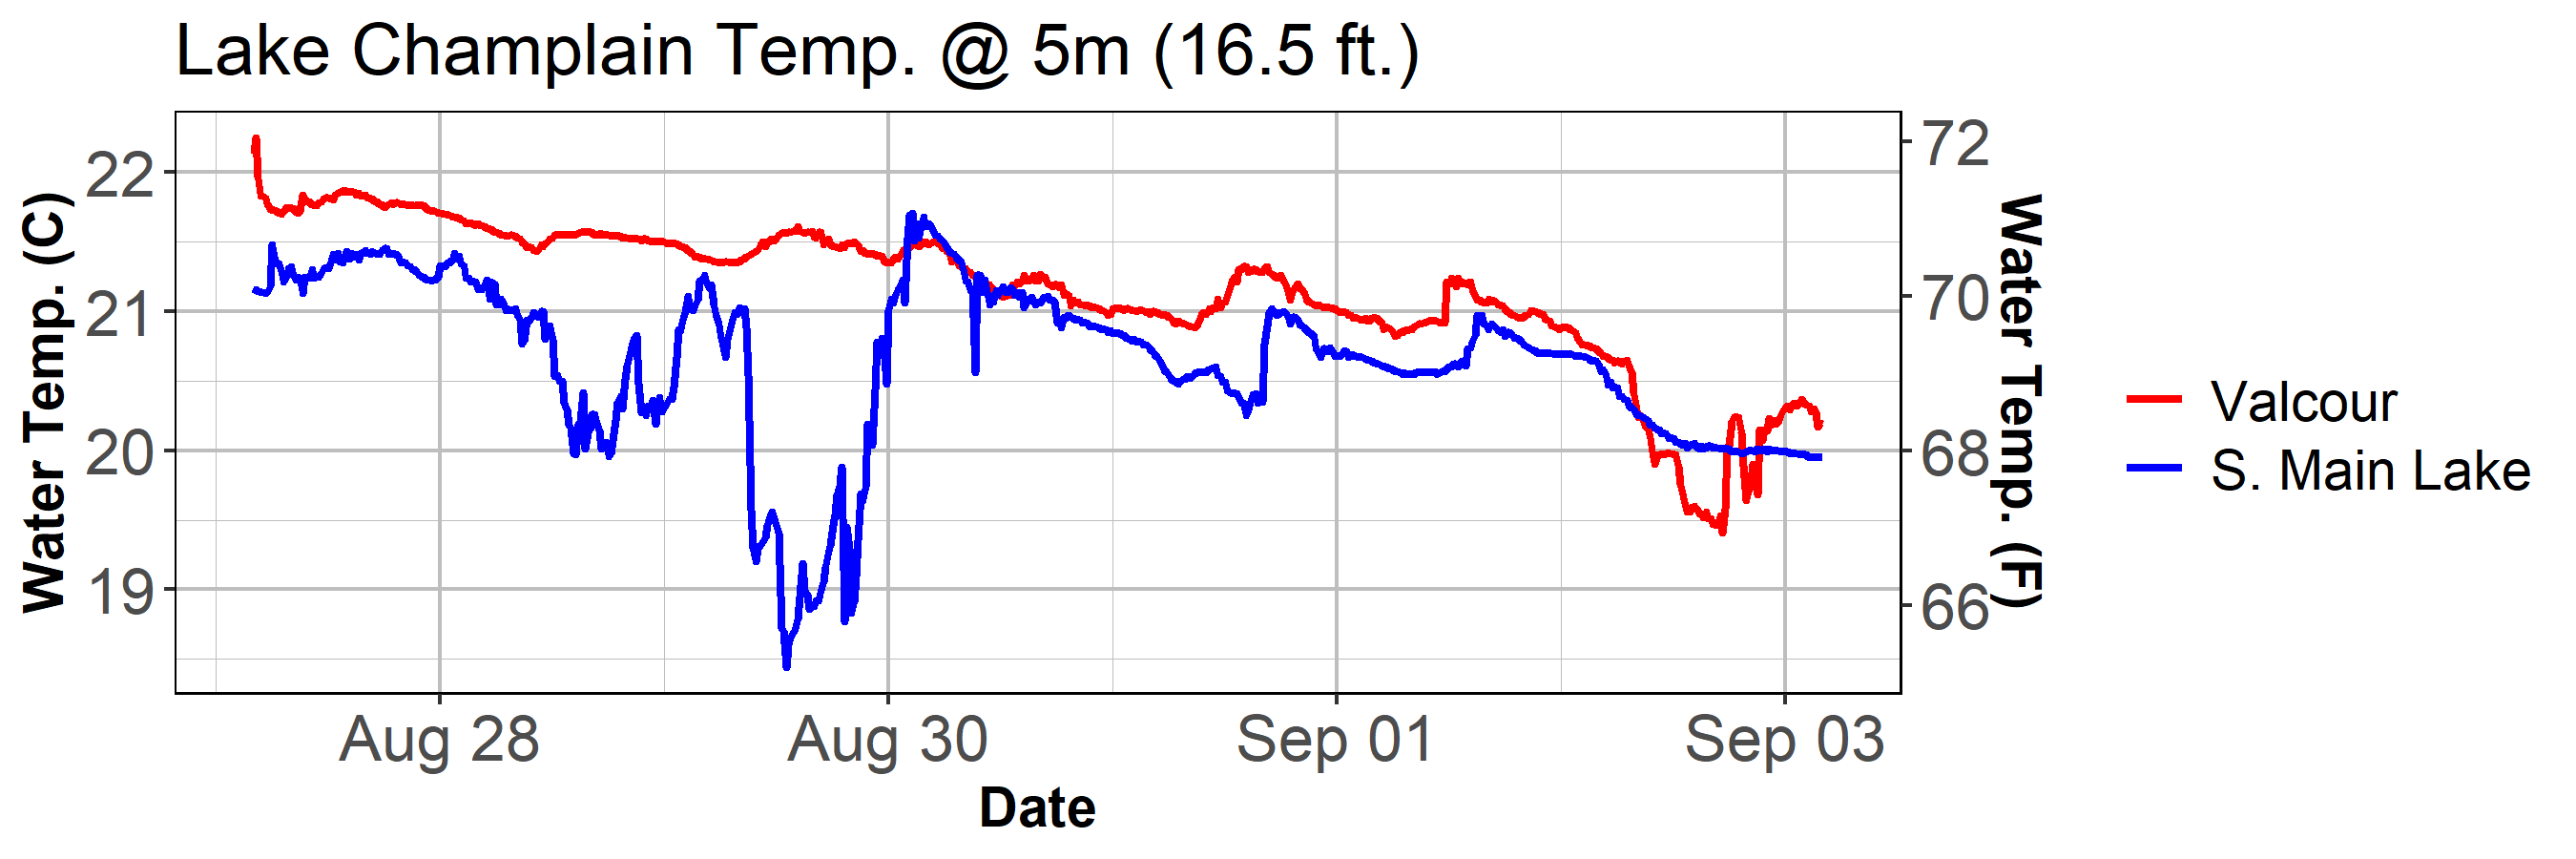 Lake Champlain Temp. @ 5m (16.5 ft.)
Water Temp. (C)
22
21
20
19
72
70
68
66
Water Temp. (F)
Aug 28
Aug 30
Sep 01
Sep 03
Date
Valcour
S. Main Lake